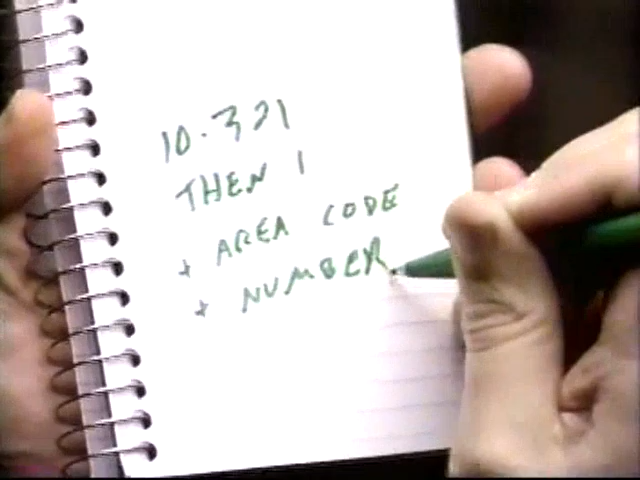 10·321
THEN 1
+ AREA CODE
+ NUMBER